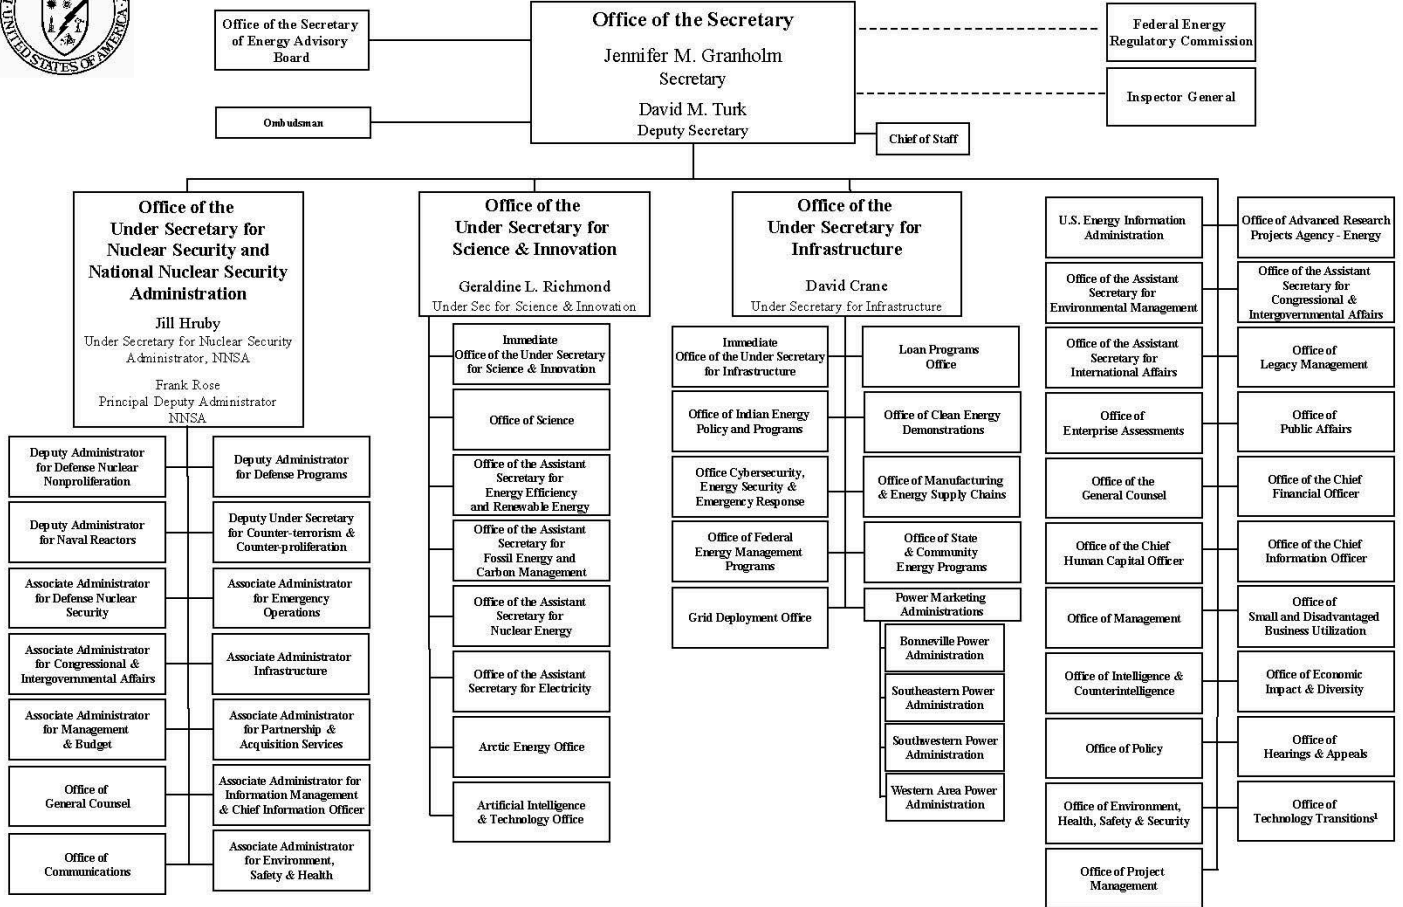 UNITED STATES OF AMERICA
Office of the Secretary
of Energy Advisory
Board
Ombudsman
Office of the Secretary
Jennifer M. Granholm
Secretary
David M. Turk
Deputy Secretary
Federal Energy
Regulatory Commission
Inspector General
Chief of Staff
Office of the
Under Secretary for
Nuclear Security and
National Nuclear Security
Administration
Jill Hruby
Under Secretary for Nuclear Security
Administrator, NNSA
Frank Rose
Principal Deputy Administrator
NNSA
Deputy Administrator
for Defense Nuclear
Nonproliferation
Deputy Administrator
for Defense Programs
Deputy Administrator
for Naval Reactors
Deputy Under Secretary
for Counter-terrorism &
Counter-proliferation
Associate Administrator
for Defense Nuclear
Security
Associate Administrator
for Emergency
Operations
Associate Administrator
for Congressional &
Intergovernmental Affairs
Associate Administrator
Infrastructure
Associate Administrator
for Management
& Budget
Associate Administrator
for Partnership &
Acquisition Services
Office of
General Counsel
Associate Administrator for
Information Management
& Chief Information Officer
Office of
Communications
Associate Administrator
for Environment,
Safety & Health
Office of the
Under Secretary for
Science & Innovation
Geraldine L. Richmond
Under Sec for Science & Innovation
Immediate
Office of the Under Secretary
for Science & Innovation
Office of Science
Office of the Assistant
Secretary for
Energy Efficiency
and Renewable Energy
Office of the Assistant
Secretary for
Fossil Energy and
Carbon Management
Office of the Assistant
Secretary for
Nuclear Energy
Office of the Assistant
Secretary for Electricity
Arctic Energy Office
Artificial Intelligence
& Technology Office
Office of the
Under Secretary for
Infrastructure
David Crane
Under Secretary for Infrastructure
Immediate
Office of the Under Secretary
for Infrastructure
Loan Programs
Office
Office of Indian Energy
Policy and Programs
Office of Clean Energy
Demonstrations
Office Cybersecurity,
Energy Security &
Emergency Response
Office of Manufacturing
& Energy Supply Chains
Office of Federal
Energy Management
Programs
Office of State
& Community
Energy Programs
Grid Deployment Office
Power Marketing
Administrations
Bonneville Power
Administration
Southeastern Power
Administration
Southwestern Power
Administration
Western Area Power
Administration
U.S. Energy Information
Administration
Office of Advanced Research
Projects Agency - Energy
Office of the Assistant
Secretary for
Environmental Management
Office of the Assistant
Secretary for
Congressional &
Intergovernmental Affairs
Office of the Assistant
Secretary for
International Affairs
Office of
Legacy Management
Office of
Enterprise Assessments
Office of
Public Affairs
Office of the
General Counsel
Office of the Chief
Financial Officer
Office of the Chief
Human Capital Officer
Office of the Chief
Information Officer
Office of Management
Office of
Small and Disadvantaged
Business Utilization
Office of Intelligence &
Counterintelligence
Office of Economic
Impact & Diversity
Office of Policy
Office of
Hearings & Appeals
Office of Environment,
Health, Safety & Security
Office of
Technology Transitions¹
Office of Project
Management